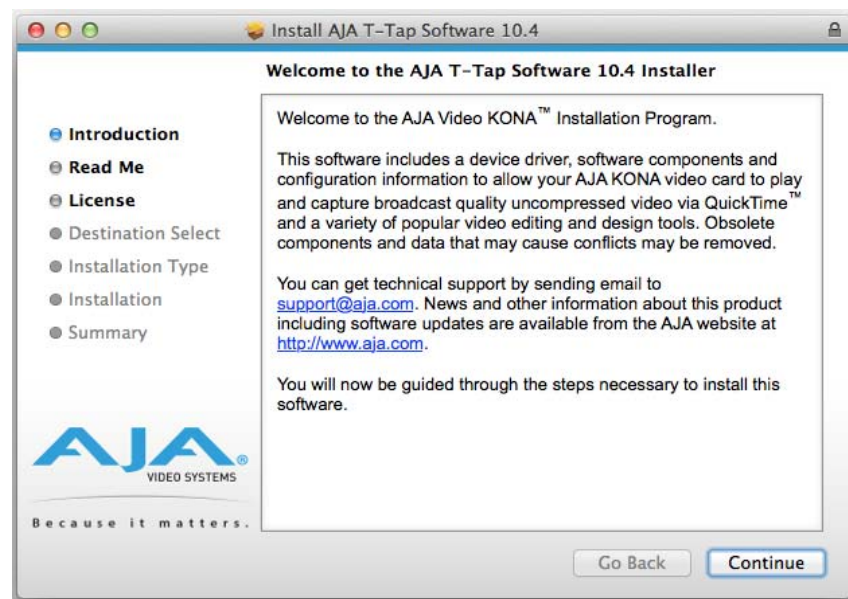 Install AJA T-Tap Software 10.4
Welcome to the AJA T-Tap Software 10.4 Installer
Introduction
Read Me
License
Destination Select
Installation Type
Installation
Summary
AJA®
VIDEO SYSTEMS
Because it matters.
Welcome to the AJA Video KONA™ Installation Program.
This software includes a device driver, software components and
configuration information to allow your AJA KONA video card to play
and capture broadcast quality uncompressed video via QuickTime™
and a variety of popular video editing and design tools. Obsolete
components and data that may cause conflicts may be removed.
You can get technical support by sending email to
support@aja.com. News and other information about this product
including software updates are available from the AJA website at
http://www.aja.com.
You will now be guided through the steps necessary to install this
software.
Go Back
Continue